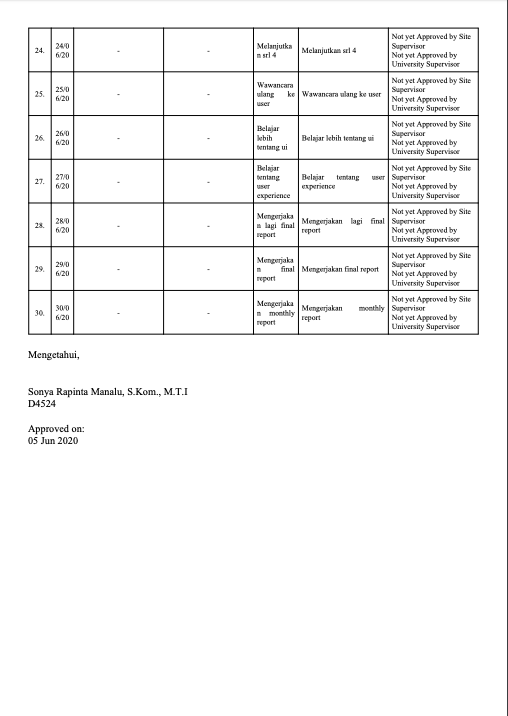 24. 24/0 - - Melanjutka Melanjutkan srl 4 Not yet Approved by Site
6/20 n srl 4 Supervisor
Not yet Approved by
University Supervisor
25. 25/0 - - Wawancara Wawancara ulang ke user Not yet Approved by Site
6/20 ulang ke Supervisor
user Not yet Approved by
University Supervisor
26. 26/0 - - Belajar Belajar lebih tentang ui Not yet Approved by Site
6/20 lebih Supervisor
tentang ui Not yet Approved by
University Supervisor
27. 27/0 - - Belajar Belajar tentang user Not yet Approved by Site
6/20 tentang experience Supervisor
user Not yet Approved by
experience University Supervisor
28. 28/0 - - Mengerjaka Mengerjakan lagi final Not yet Approved by Site
6/20 n lagi final report Supervisor
report Not yet Approved by
University Supervisor
29. 29/0 - - Mengerjaka Mengerjakan final report Not yet Approved by Site
6/20 n final Supervisor
report Not yet Approved by
University Supervisor
30. 30/0 - - Mengerjaka Mengerjakan monthly Not yet Approved by Site
6/20 n monthly report Supervisor
report Not yet Approved by
University Supervisor
Mengetahui,
Sonya Rapinta Manalu, S.Kom., M.T.I
D4524
Approved on:
05 Jun 2020